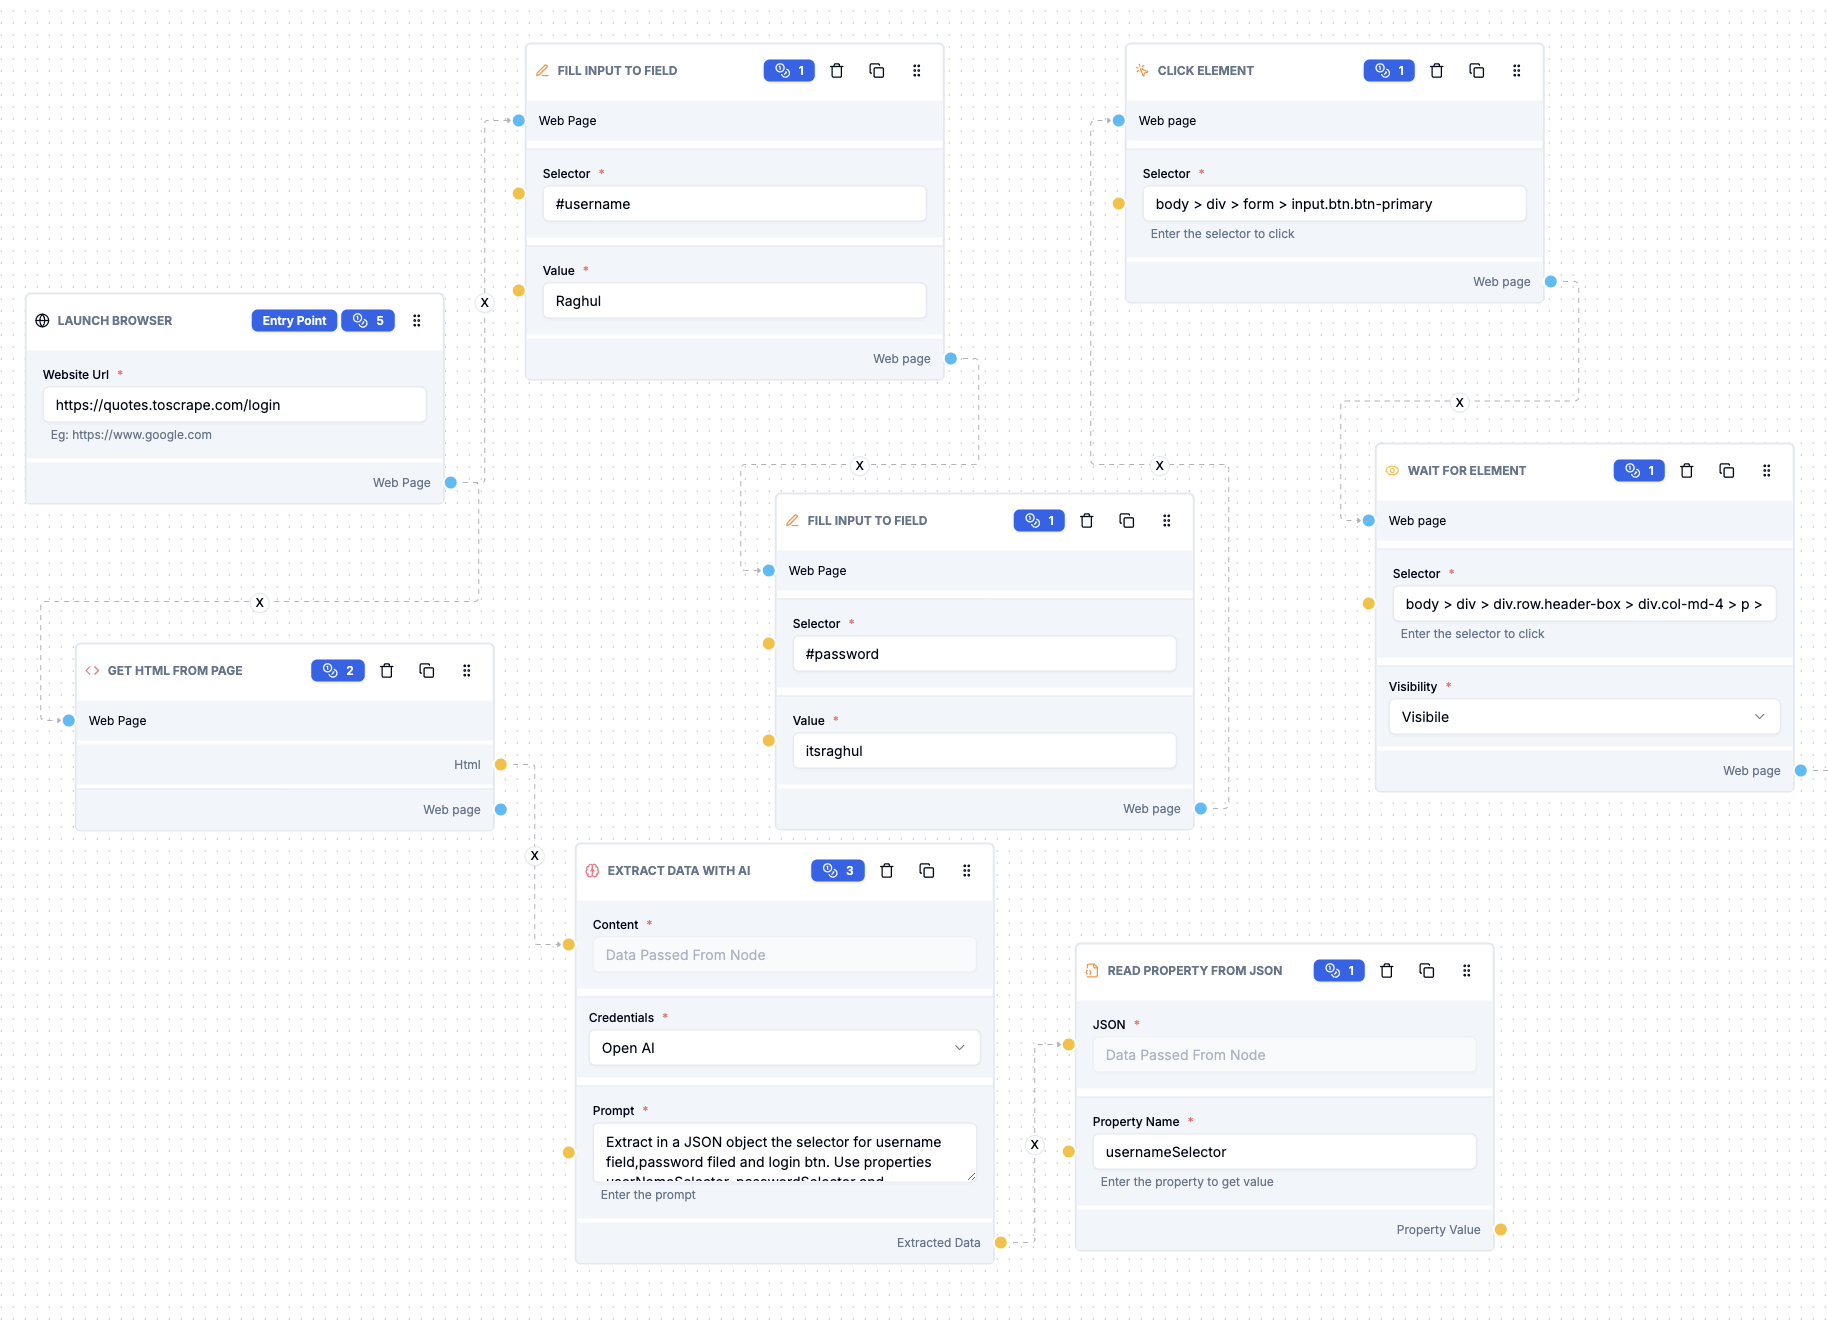 FILL INPUT TO FIELD 1
Web Page
Selector *
#username
Value *
Raghul
Web page
CLICK ELEMENT 1
Web page
Selector *
body > div > form > input.btn.btn-primary
Enter the selector to click
Web page
X
LAUNCH BROWSER Entry Point 5
Website Url *
https://quotes.toscrape.com/login
Eg: https://www.google.com
Web Page
X
X
X
WAIT FOR ELEMENT 1
Web page
Selector *
body > div > div.row.header-box > div.col-md-4 > p >
Enter the selector to click
Visibility *
Visibile
Web page
FILL INPUT TO FIELD 1
Web Page
Selector *
#password
Value *
itsraghul
Web page
X
GET HTML FROM PAGE 2
Web Page
Html
Web page
X
EXTRACT DATA WITH AI 3
Content *
Data Passed From Node
Credentials *
Open AI
Prompt *
Extract in a JSON object the selector for username
field,password filed and login btn. Use properties
userNameSelector, passwordSelector and
Enter the prompt
Extracted Data
X
READ PROPERTY FROM JSON 1
JSON *
Data Passed From Node
Property Name *
usernameSelector
Enter the property to get value
Property Value